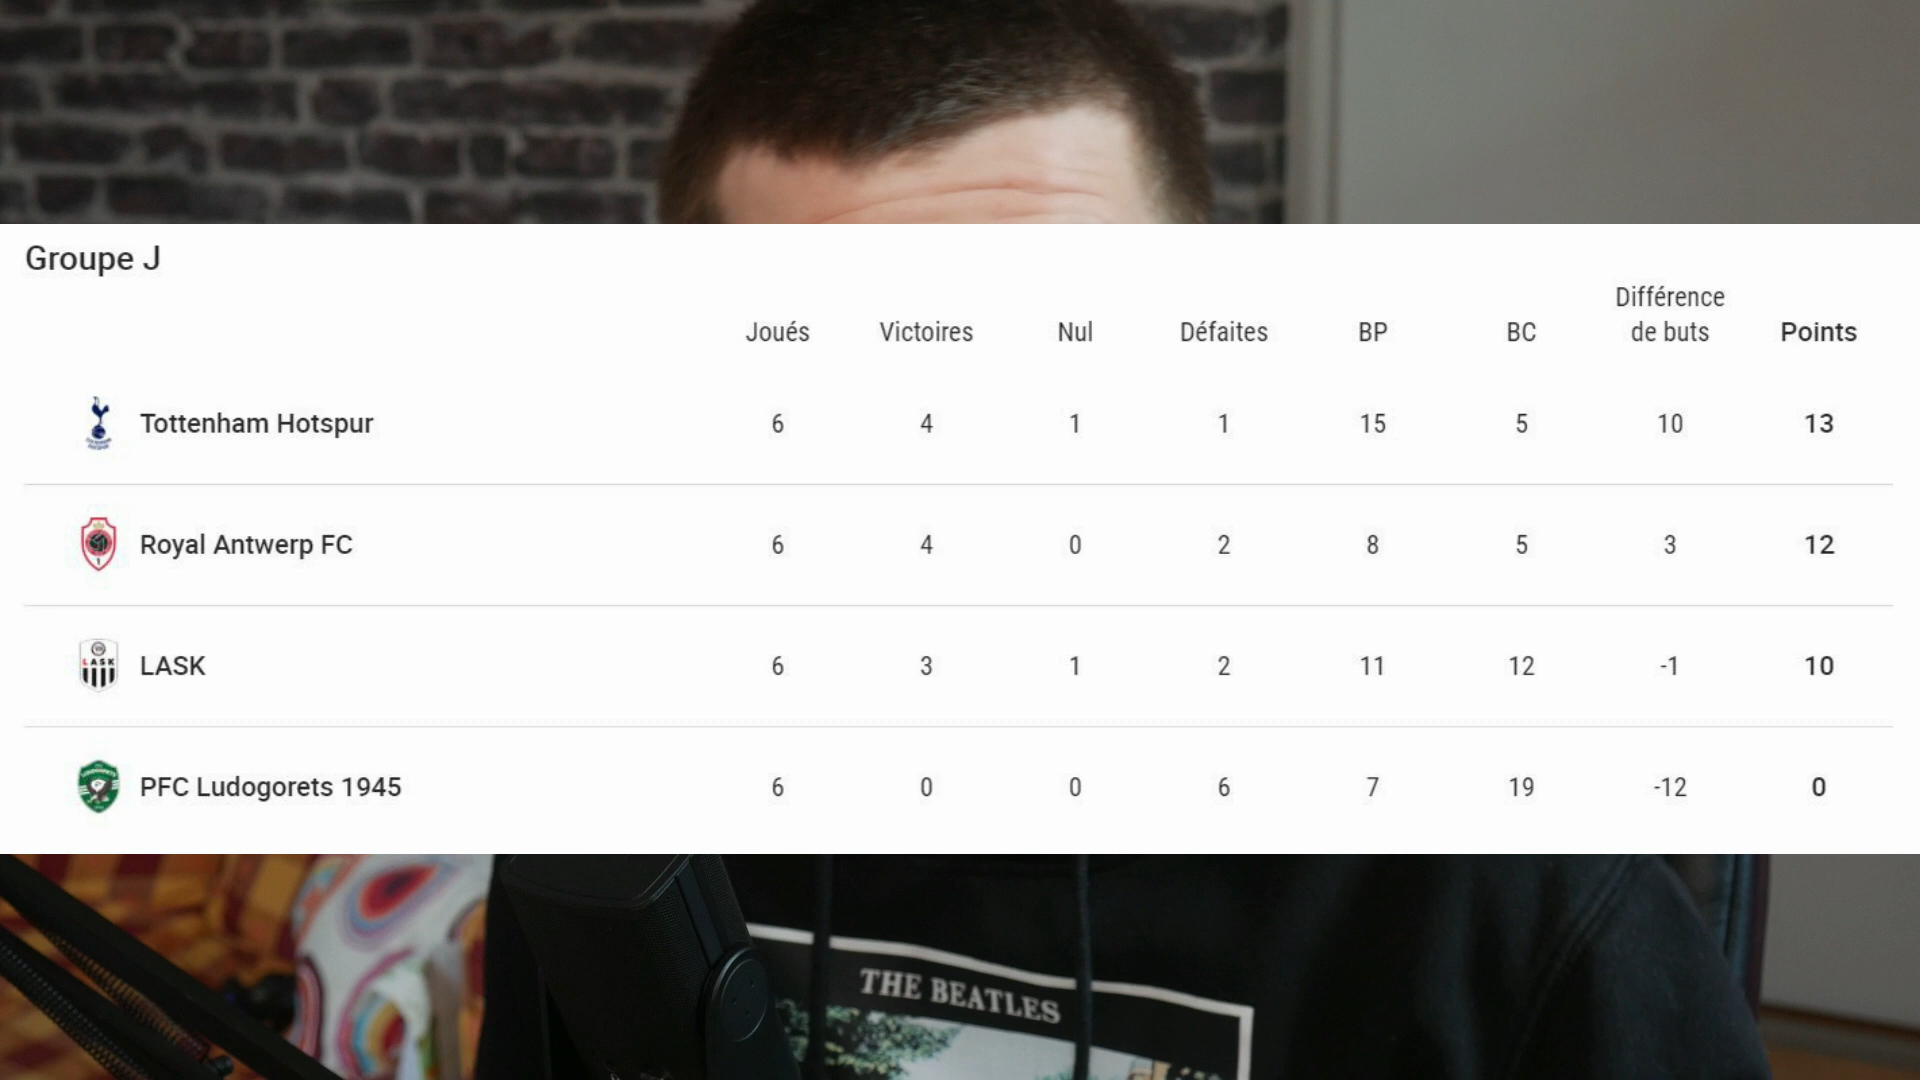 Groupe J
Différence
Joués Victoires Nul Défaites BP BC de buts Points
Tottenham Hotspur 6 4 1 1 15 5 10 13
Royal Antwerp FC 6 4 0 2 8 5 3 12
LASK
LASK 6 3 1 2 11 12 -1 10
PFC Ludogorets 1945 6 0 0 6 7 19 -12 0
THE BEATLES